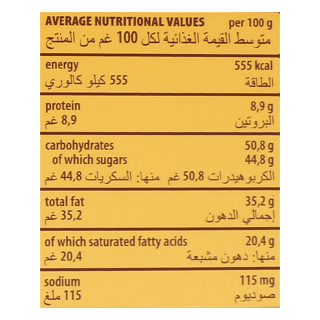 AVERAGE NUTRITIONAL VALUES per 100 g
متوسط القيمة الغذائية لكل 100 غم من المنتج
energy 555 kcal
الطاقة 555 كيلو كالوري
protein 8,9 g
البروتين 8,9 غم
carbohydrates 50,8 g
of which sugars 44,8 g
الكربوهيدرات 50,8 غم منها: السكريات 44,8 غم
total fat 35,2 g
إجمالي الدهون 35,2 غم
of which saturated fatty acids 20,4 g
منها: دهون مشبعة 20,4 غم
sodium 115 mg
صوديوم 115 ملغ